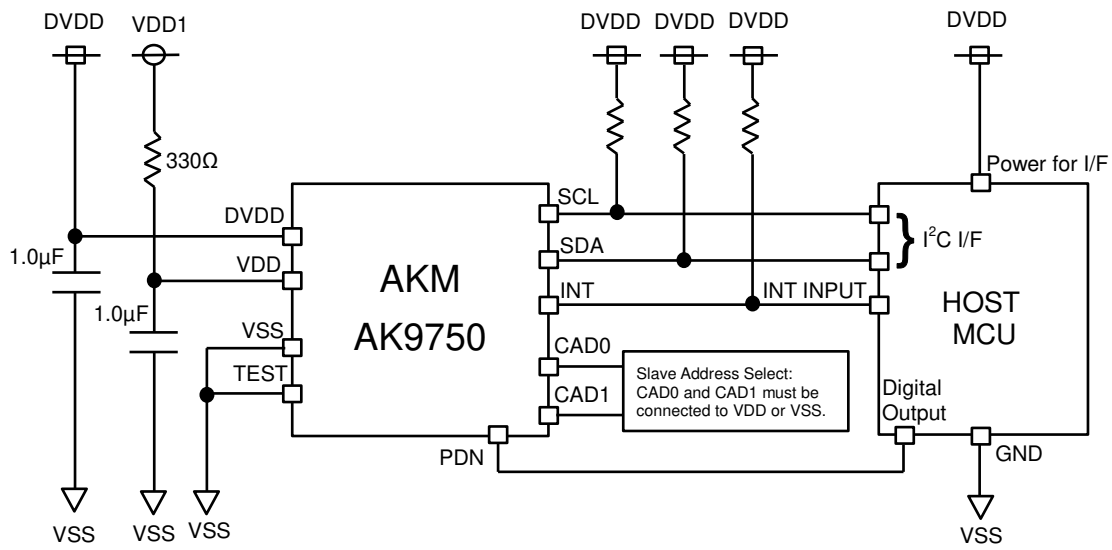 DVDD
VDD1
DVDD
DVDD
DVDD
DVDD
330Ω
Power for I/F
SCL
DVDD
SDA
I²C I/F
1.0μF
VDD
AKM
AK9750
INT
INT INPUT
HOST
MCU
1.0μF
VSS
CAD0
TEST
CAD1
Slave Address Select:
CAD0 and CAD1 must be
connected to VDD or VSS.
Digital
Output
PDN
GND
VSS
VSS
VSS
VSS